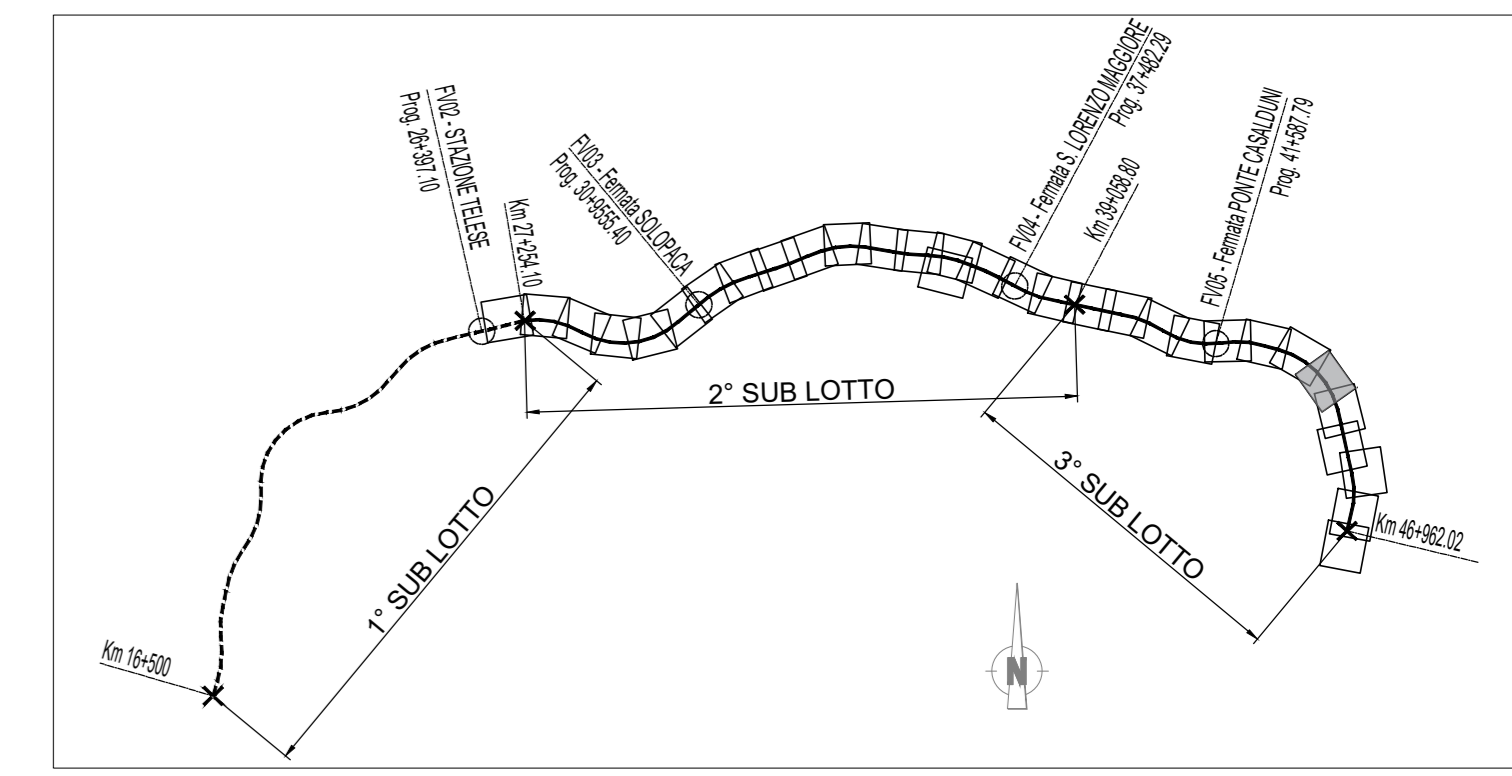 FV02 - STAZIONE TELESE
Prog. 26+397.10
Km 27+254.10
FV03 - Fermata SOLOPACA
Prog. 30+9555.40
FV04 - Fermata S. LORENZO MAGGIORE
Prog. 37+482.29
Km 39+058.80
FV05 - Fermata PONTE CASALDUNI
Prog. 41+587.79
2° SUB LOTTO
1° SUB LOTTO
3° SUB LOTTO
Km 46+962.02
Km 16+500
N